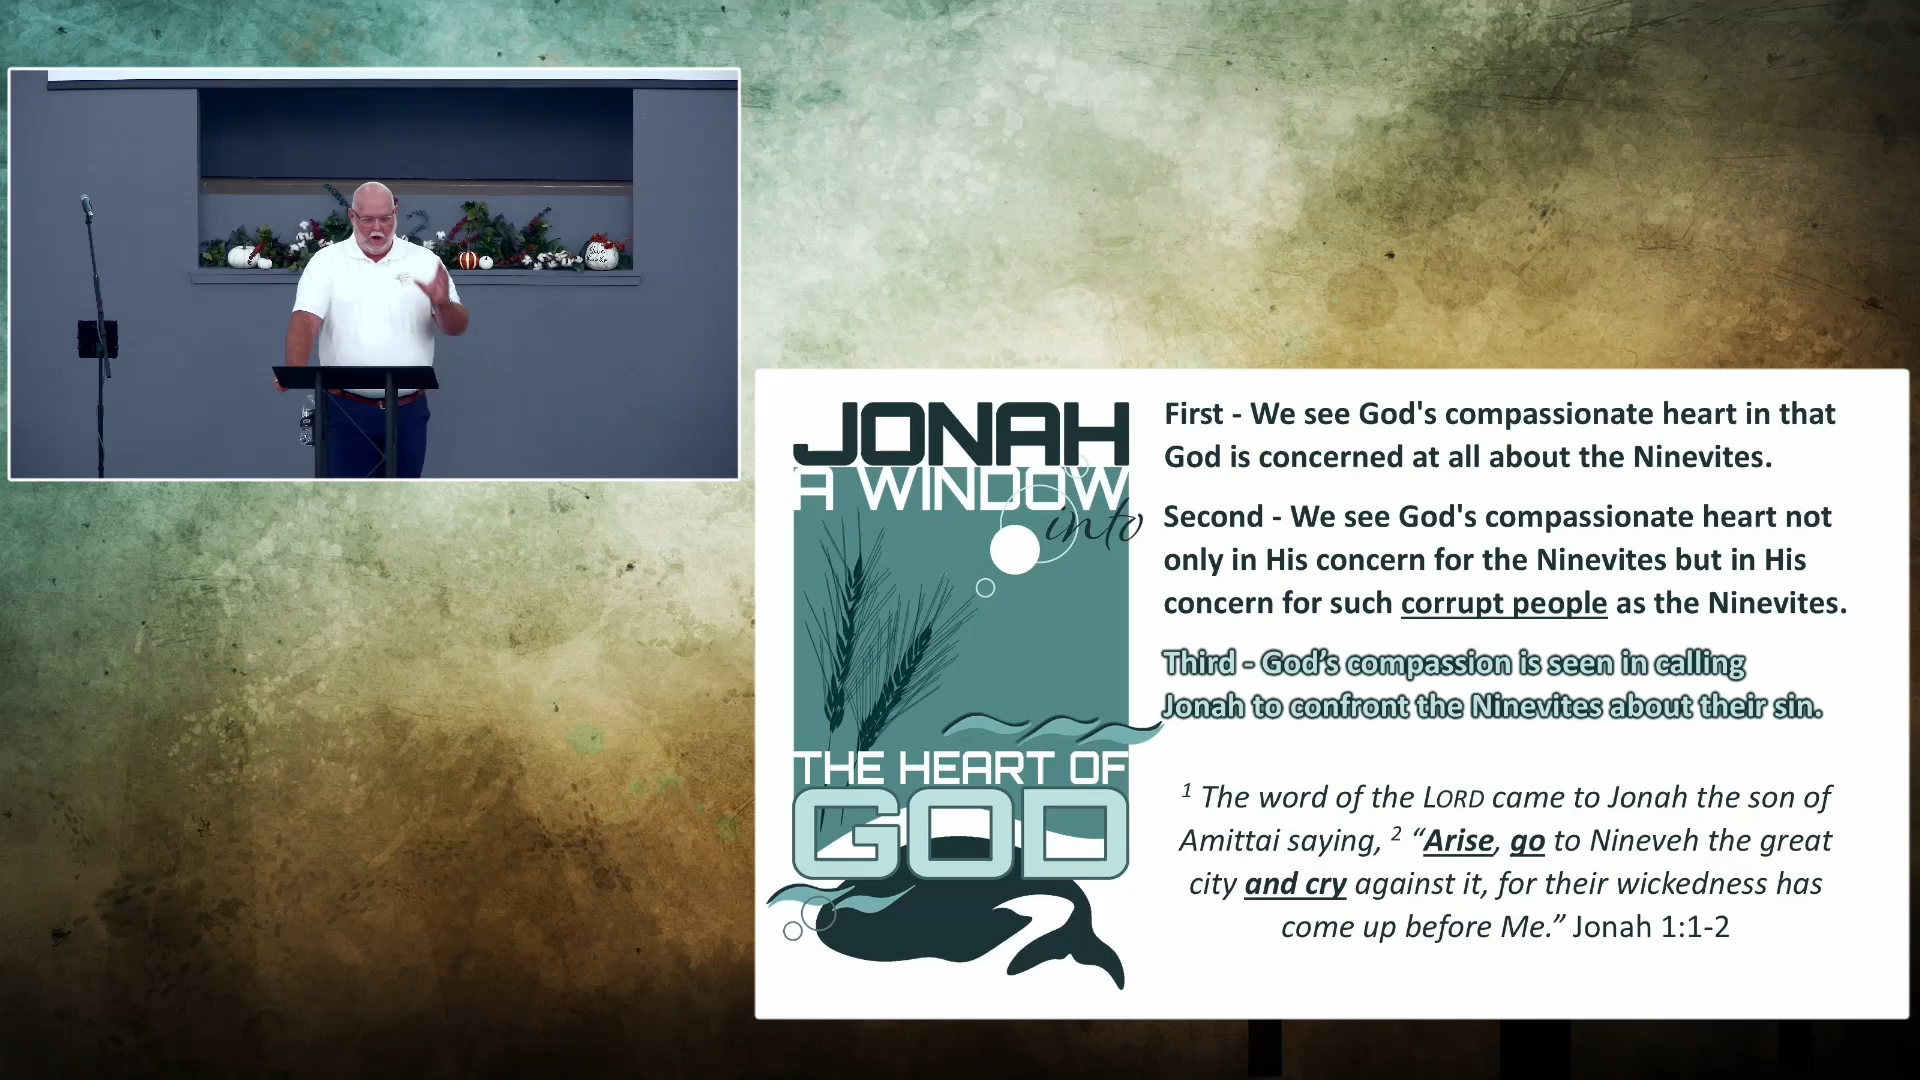 JONAH
A WINDOW
into
THE HEART OF
GOD
First - We see God's compassionate heart in that
God is concerned at all about the Ninevites.
Second - We see God's compassionate heart not
only in His concern for the Ninevites but in His
concern for such corrupt people as the Ninevites.
Third - God’s compassion is seen in calling
Jonah to confront the Ninevites about their sin.
1 The word of the LORD came to Jonah the son of
Amittai saying, 2 “Arise, go to Nineveh the great
city and cry against it, for their wickedness has
come up before Me.” Jonah 1:1-2